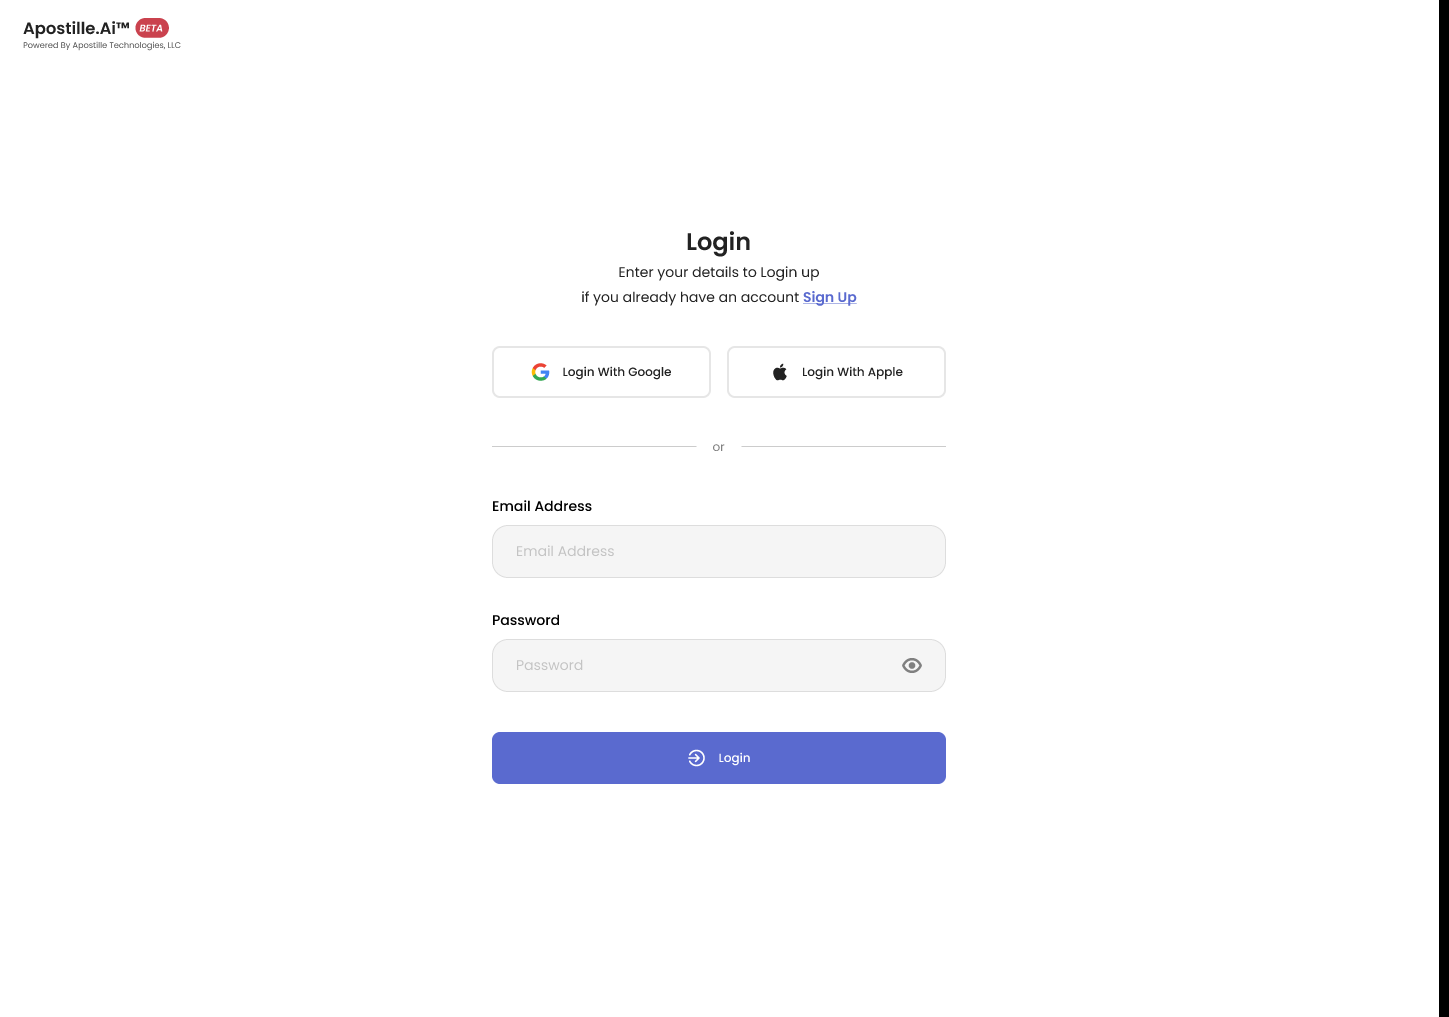 Apostille.Ai™ BETA
Powered By Apostille Technologies, LLC
Login
Enter your details to Login up
if you already have an account Sign Up
Login With Google
Login With Apple
or
Email Address
Email Address
Password
Password
Login